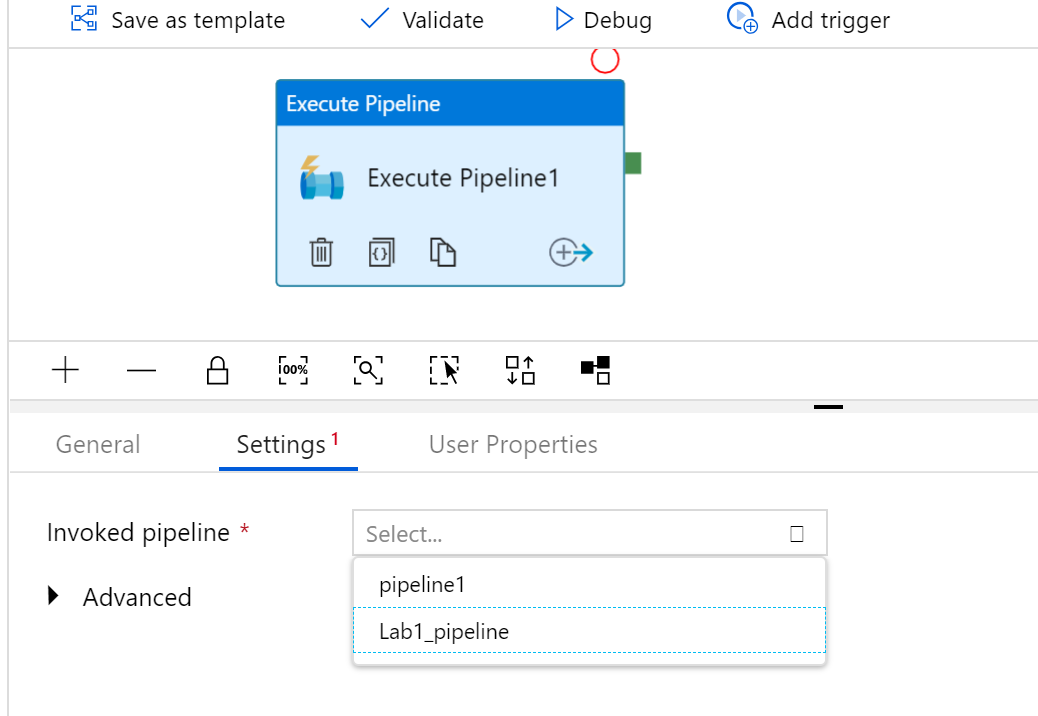 Save as template Validate Debug Add trigger
Execute Pipeline
Execute Pipeline1
100%
General Settings 1 User Properties
Invoked pipeline * Select...
pipeline1
Advanced
Lab1_pipeline